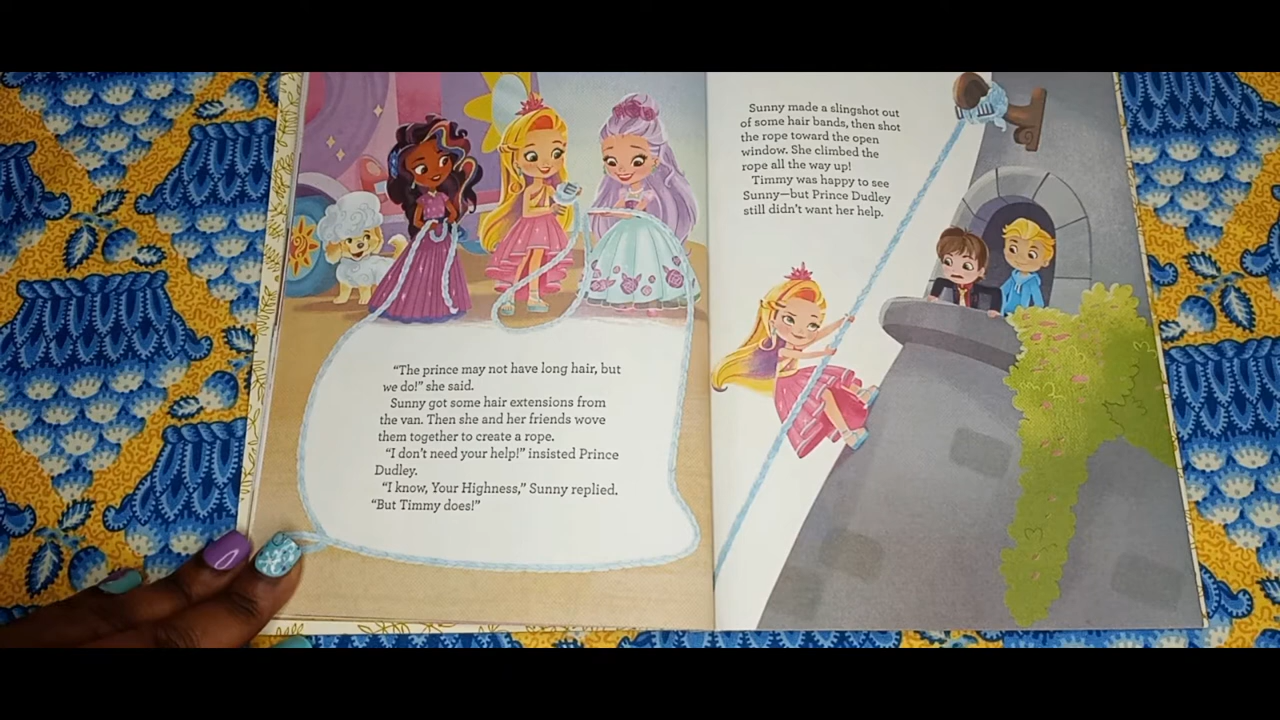 “The prince may not have long hair, but
we do!” she said.
Sunny got some hair extensions from
the van. Then she and her friends wove
them together to create a rope.
“I don’t need your help!” insisted Prince
Dudley.
“I know, Your Highness,” Sunny replied.
“But Timmy does!”
Sunny made a slingshot out
of some hair bands, then shot
the rope toward the open
window. She climbed the
rope all the way up!
Timmy was happy to see
Sunny—but Prince Dudley
still didn’t want her help.